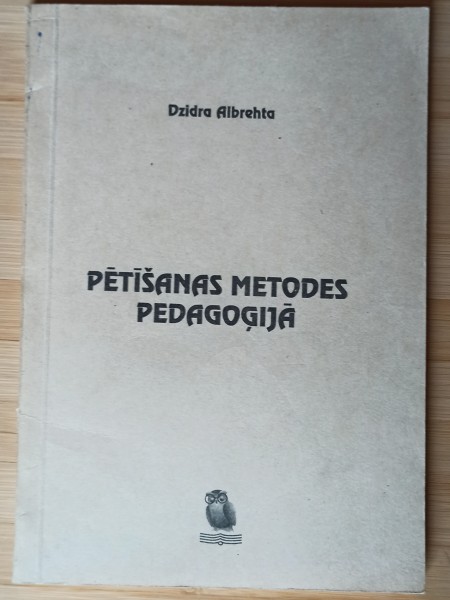 Dzidra Albrehta
PĒTĪŠANAS METODES
PEDAGOĢIJĀ